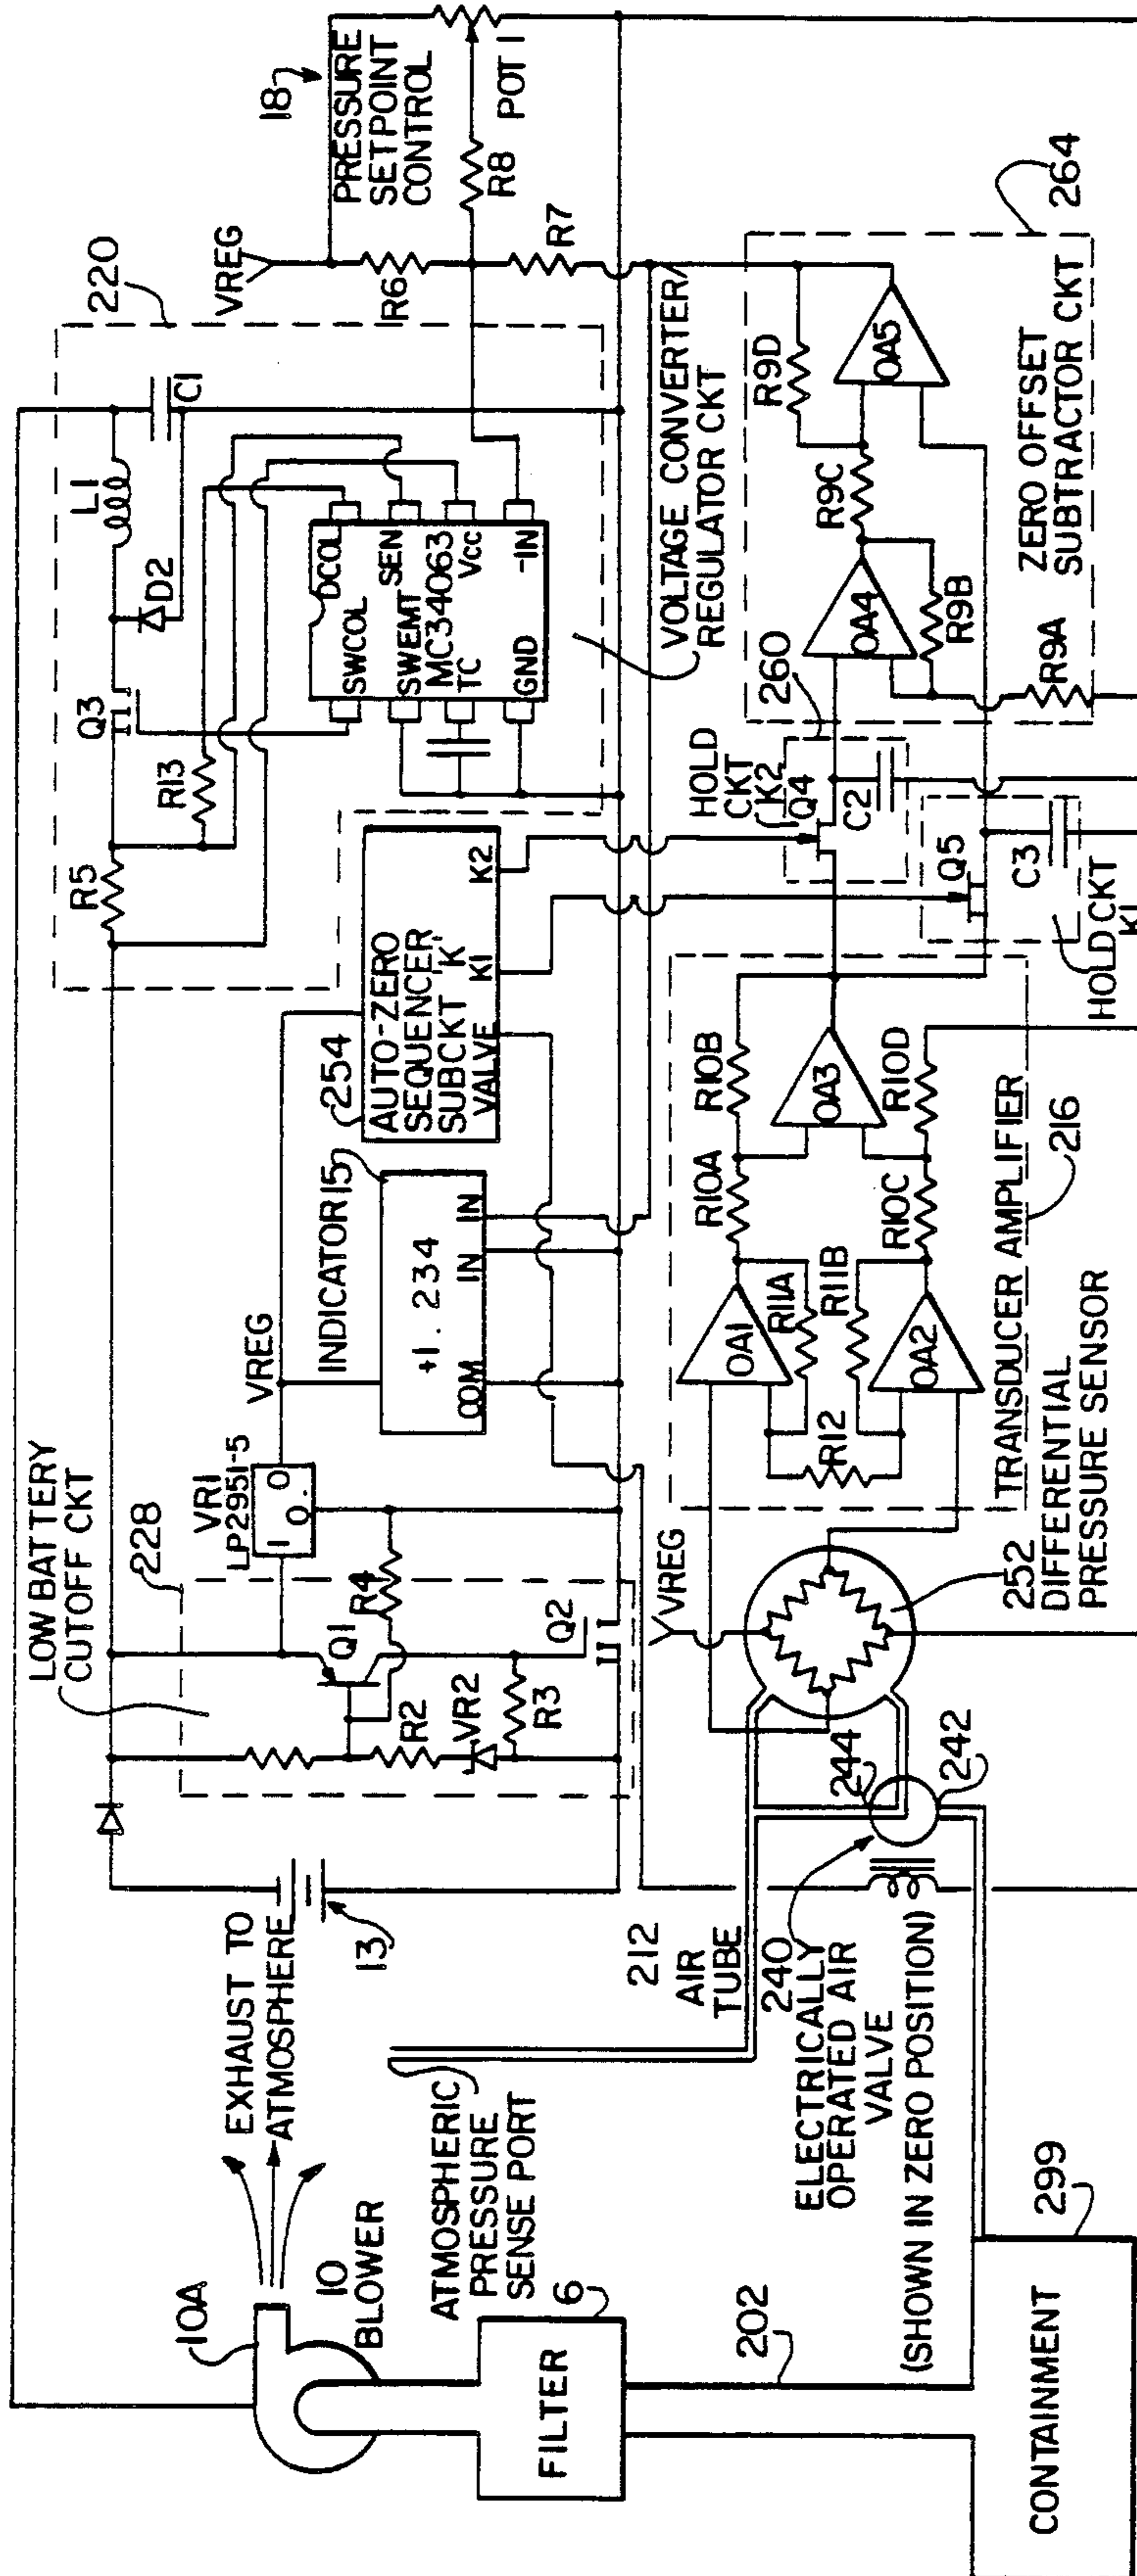 10A
EXHAUST TO
ATMOSPHERE
10
BLOWER
ATMOSPHERIC
PRESSURE
SENSE PORT
6
FILTER
202
CONTAINMENT
299
13
212
AIR
TUBE
240
ELECTRICALLY
OPERATED AIR
VALVE
(SHOWN IN ZERO POSITION)
244
242
LOW BATTERY
CUTOFF CKT
228
Q1
R4
R2
VR2
R3
Q2
VR1
LP2951-5
I
O
VREG
INDICATOR 15
+1.234
COM
IN
IN
254
AUTO-ZERO
SEQUENCER
SUBCKT 'K'
VALVE
K1
K2
VREG
252
DIFFERENTIAL
PRESSURE SENSOR
TRANSDUCER AMPLIFIER
216
OA1
R11A
R11B
R12
OA2
R10A
R10B
OA3
R10C
R10D
R5
R13
Q3
D2
L1
C1
220
SWCOL
DCOL
SWEMT
SEN
MC34063
TC
Vcc
GND
-IN
VOLTAGE CONVERTER/
REGULATOR CKT
VREG
R6
R7
R8
POT 1
18
PRESSURE
SETPOINT
CONTROL
HOLD
CKT
K2
260
Q4
C2
Q5
C3
HOLD CKT
K1
OA4
R9B
R9A
R9C
R9D
OA5
ZERO OFFSET
SUBTRACTOR CKT
264